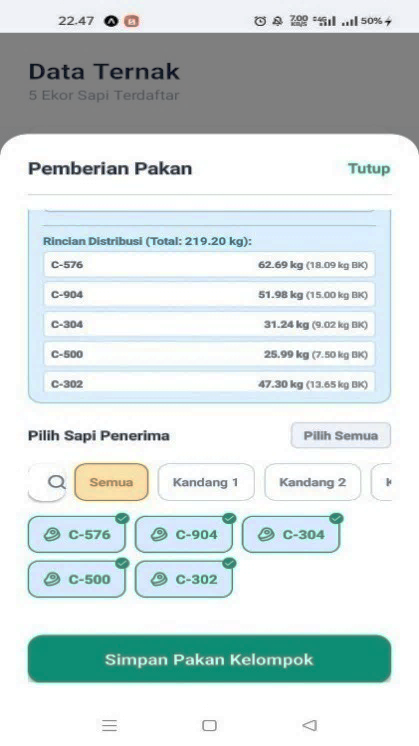 22.47
7.00 KB/S 4G 50%
Data Ternak
5 Ekor Sapi Terdaftar
Pemberian Pakan Tutup
Rincian Distribusi (Total: 219.20 kg):
C-576 62.69 kg (18.09 kg BK)
C-904 51.98 kg (15.00 kg BK)
C-304 31.24 kg (9.02 kg BK)
C-500 25.99 kg (7.50 kg BK)
C-302 47.30 kg (13.65 kg BK)
Pilih Sapi Penerima Pilih Semua
Semua Kandang 1 Kandang 2
C-576 C-904 C-304
C-500 C-302
Simpan Pakan Kelompok